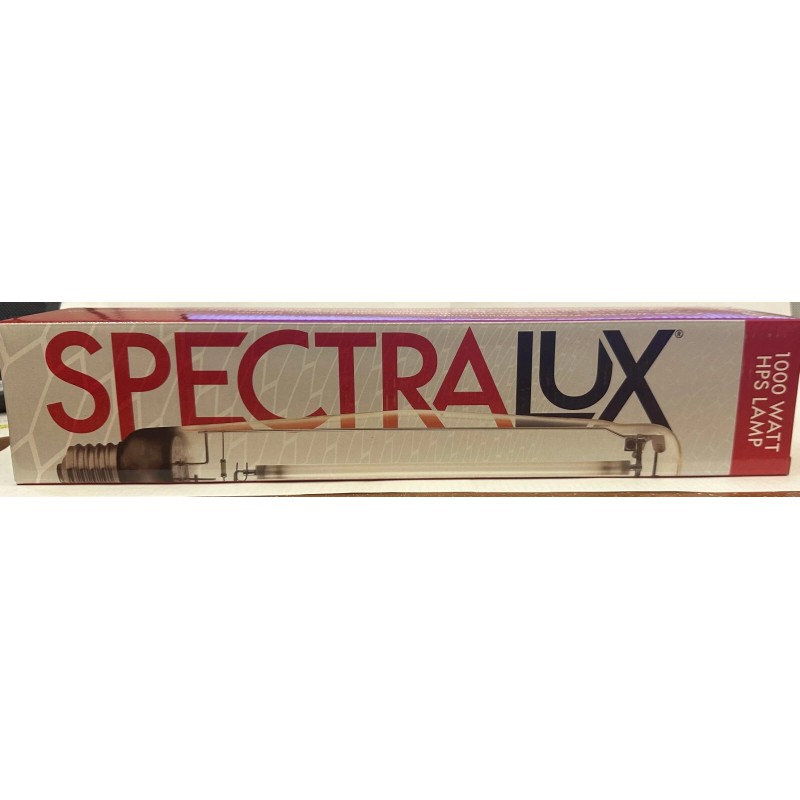 SPECTRALUX®
1000 WATT
HPS LAMP